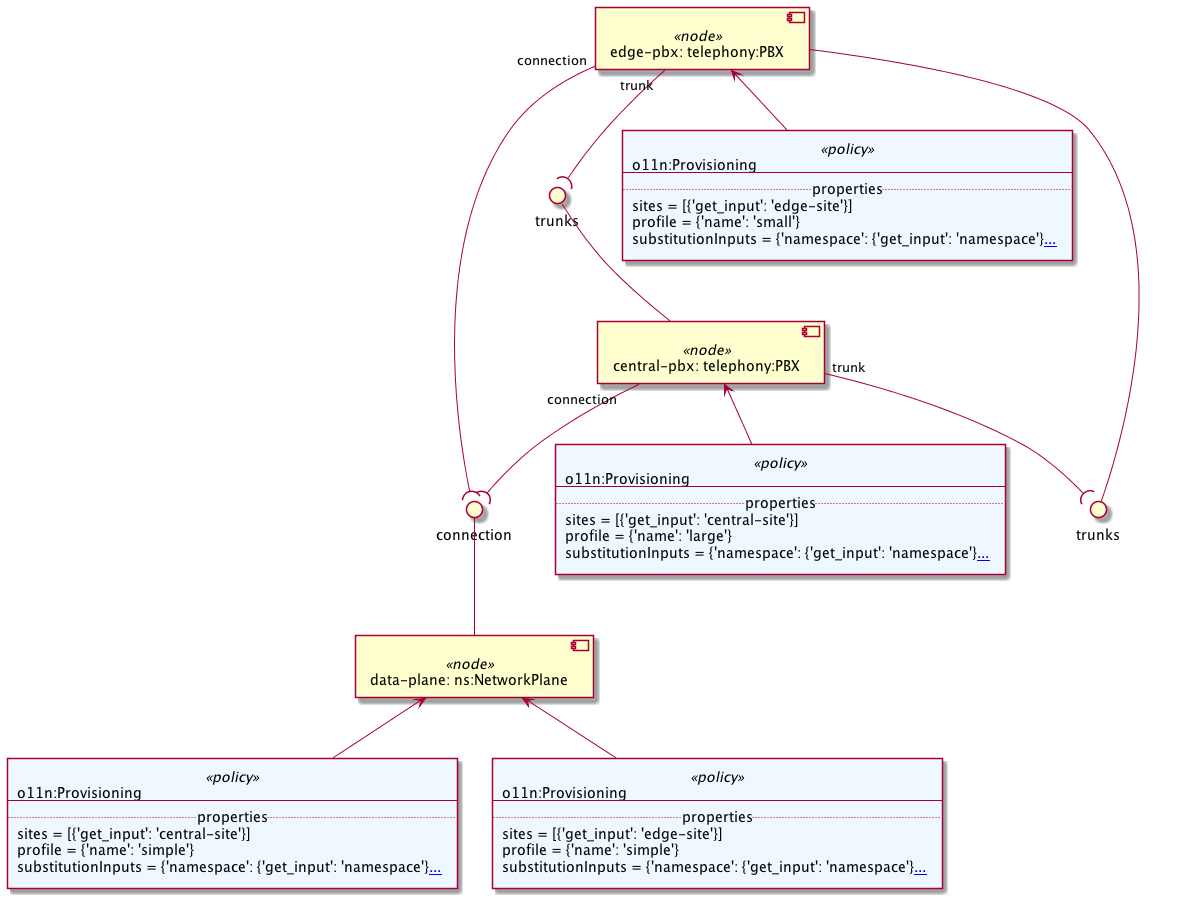 «node»
edge-pbx: telephony:PBX
connection
trunk
«policy»
o11n:Provisioning
properties
sites = [{'get_input': 'edge-site'}]
profile = {'name': 'small'}
substitutionInputs = {'namespace': {'get_input': 'namespace'}...
trunks
«node»
central-pbx: telephony:PBX
trunk
connection
«policy»
o11n:Provisioning
properties
sites = [{'get_input': 'central-site'}]
profile = {'name': 'large'}
substitutionInputs = {'namespace': {'get_input': 'namespace'}...
connection
trunks
«node»
data-plane: ns:NetworkPlane
«policy»
o11n:Provisioning
properties
sites = [{'get_input': 'central-site'}]
profile = {'name': 'simple'}
substitutionInputs = {'namespace': {'get_input': 'namespace'}...
«policy»
o11n:Provisioning
properties
sites = [{'get_input': 'edge-site'}]
profile = {'name': 'simple'}
substitutionInputs = {'namespace': {'get_input': 'namespace'}...